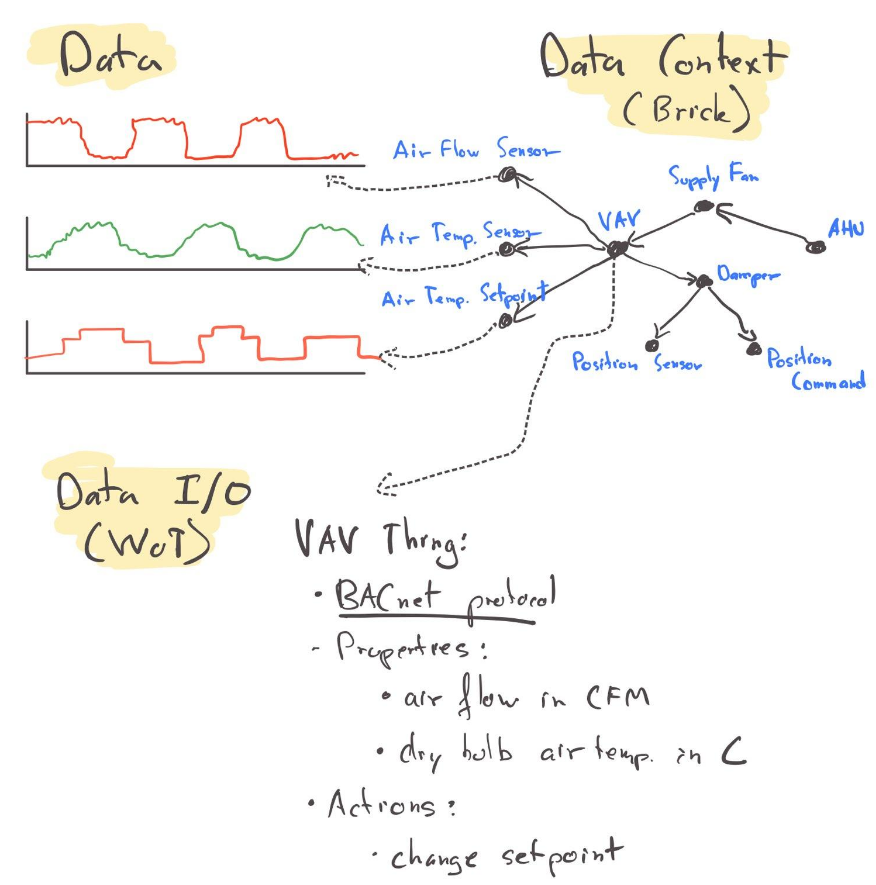 Data
Data Context
(Brick)
Air Flow Sensor
Supply Fan
VAV
AHU
Air Temp. Sensor
Damper
Air Temp. Setpoint
Position Sensor
Position
Command
Data I/O
(WoT)
VAV Thing:
• BACnet protocol
- Properties:
• air flow in CFM
• dry bulb air temp. in C
• Actions:
• change setpoint